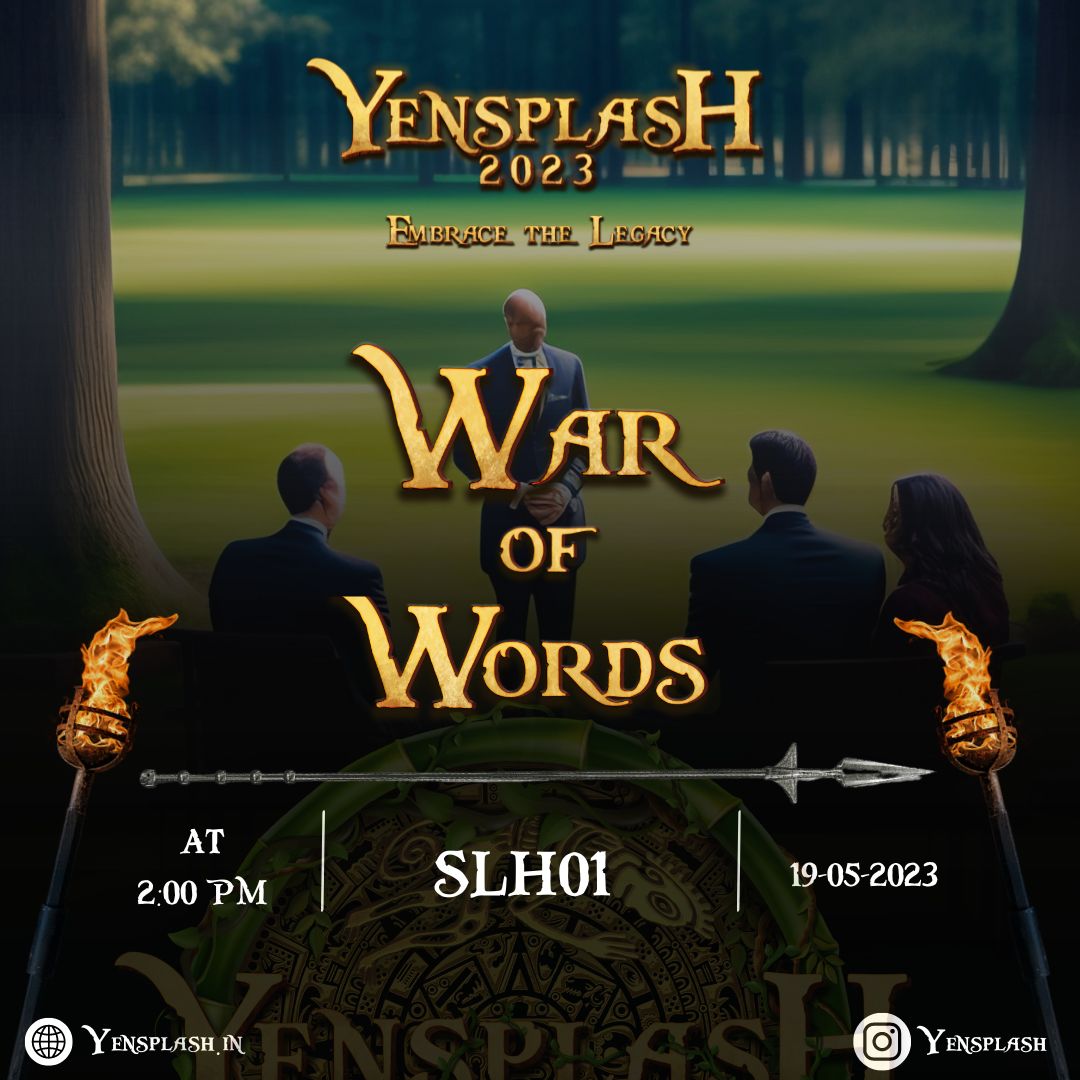 Yensplash
2023
Embrace the Legacy
War
of
Words
At
2:00 PM
SLH01
19-05-2023
Yensplash
Yensplash.in
Yensplash